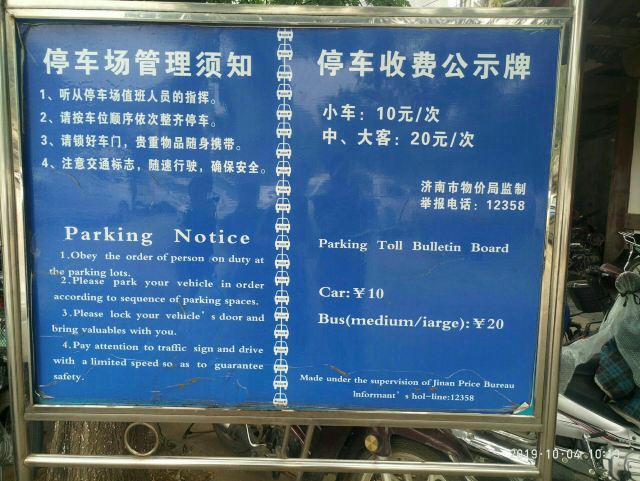 停车场管理须知
1、听从停车场值班人员的指挥。
2、请按车位顺序依次整齐停车。
3、请锁好车门，贵重物品随身携带。
4、注意交通标志，随速行驶，确保安全。
Parking Notice
1.Obey the order of person on duty at
the parking lots.
2.Please park your vehicle in order
according to sequence of parking spaces.
3.Please lock your vehicle's door and
bring valuables with you.
4.Pay attention to traffic sign and drive
with a limited speed so as to guarantee
safety.
停车收费公示牌
小车：10元/次
中、大客：20元/次
济南市物价局监制
举报电话：12358
Parking Toll Bulletin Board
Car:￥10
Bus(medium/iarge):￥20
Made under the supervision of Jinan Price Bureau
Informant's hol-line:12358